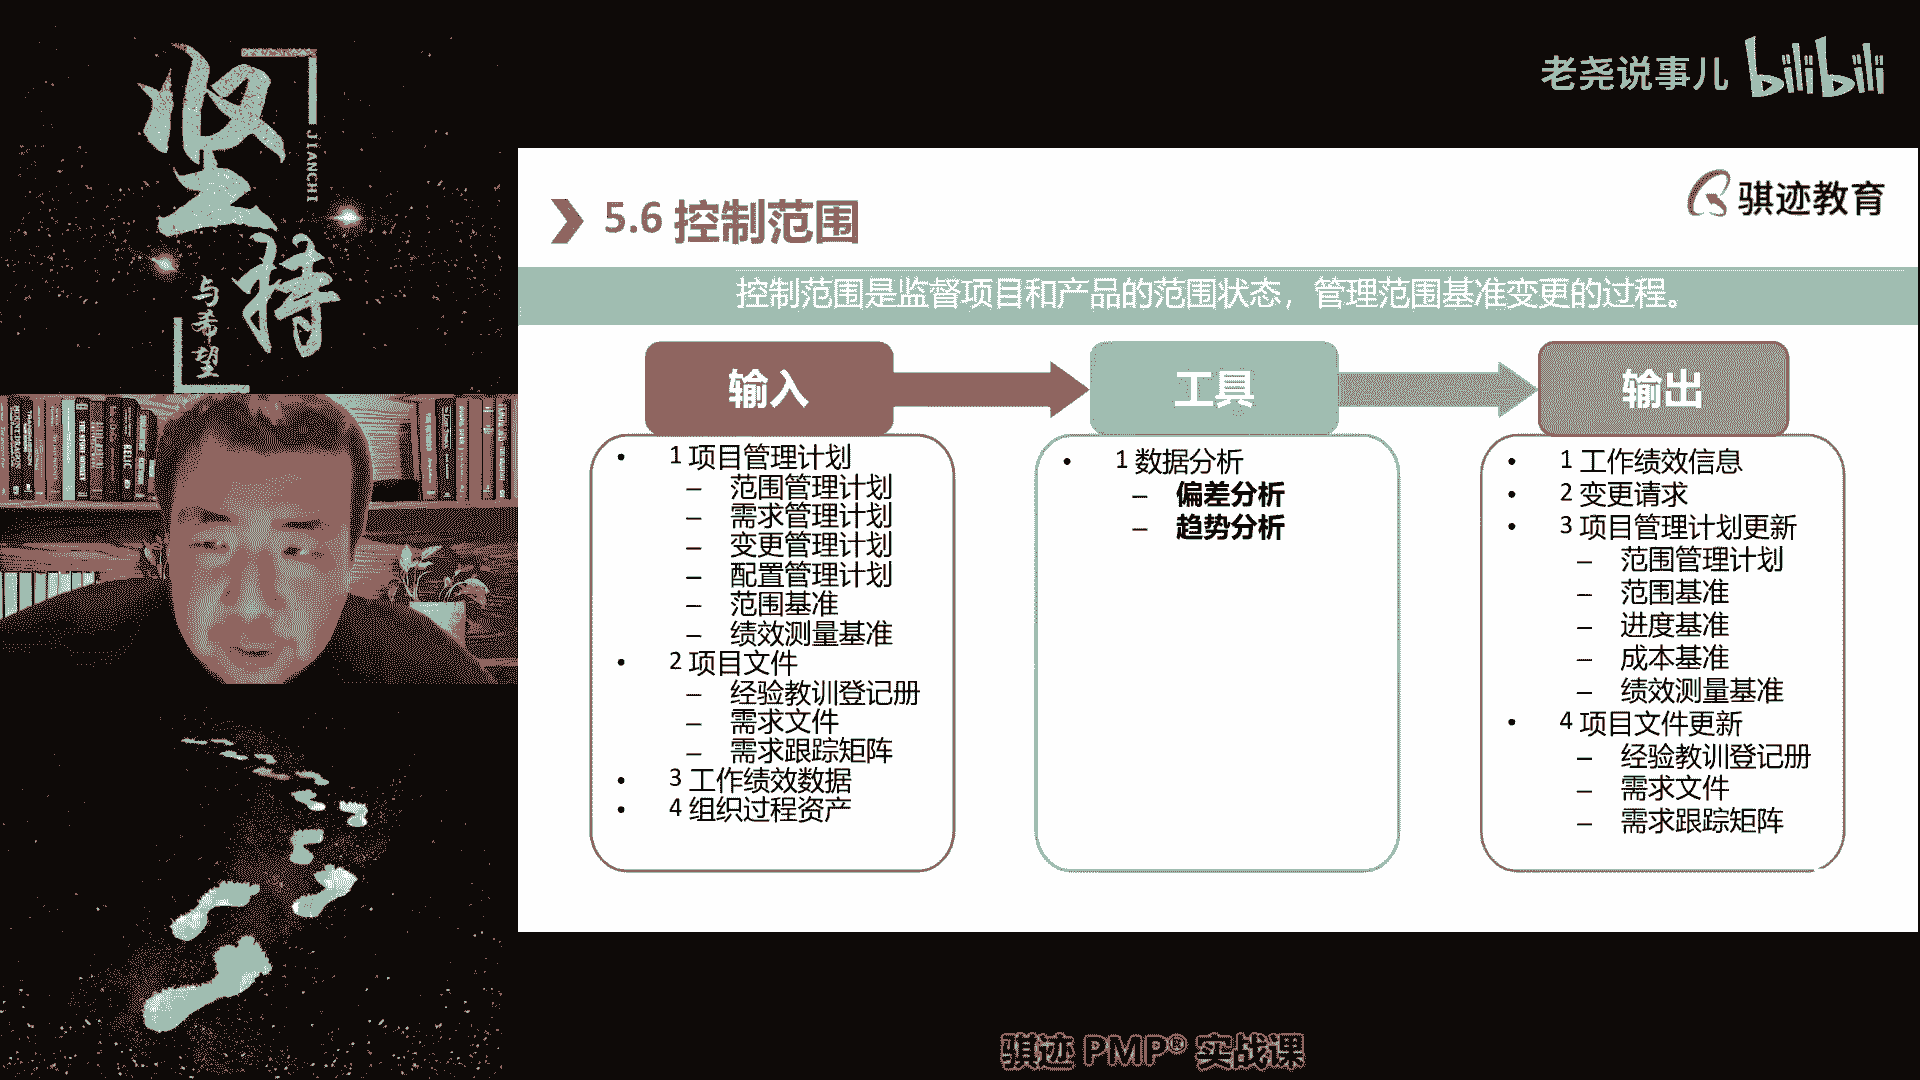 坚持
JIANCHI
与希望
老尧说事儿 bilibili
骐迹教育
5.6 控制范围
控制范围是监督项目和产品的范围状态，管理范围基准变更的过程。
输入
• 1 项目管理计划
– 范围管理计划
– 需求管理计划
– 变更管理计划
– 配置管理计划
– 范围基准
– 绩效测量基准
• 2 项目文件
– 经验教训登记册
– 需求文件
– 需求跟踪矩阵
• 3 工作绩效数据
• 4 组织过程资产
工具
• 1 数据分析
– 偏差分析
– 趋势分析
输出
• 1 工作绩效信息
• 2 变更请求
• 3 项目管理计划更新
– 范围管理计划
– 范围基准
– 进度基准
– 成本基准
– 绩效测量基准
• 4 项目文件更新
– 经验教训登记册
– 需求文件
– 需求跟踪矩阵
骐迹 PMP® 实战课